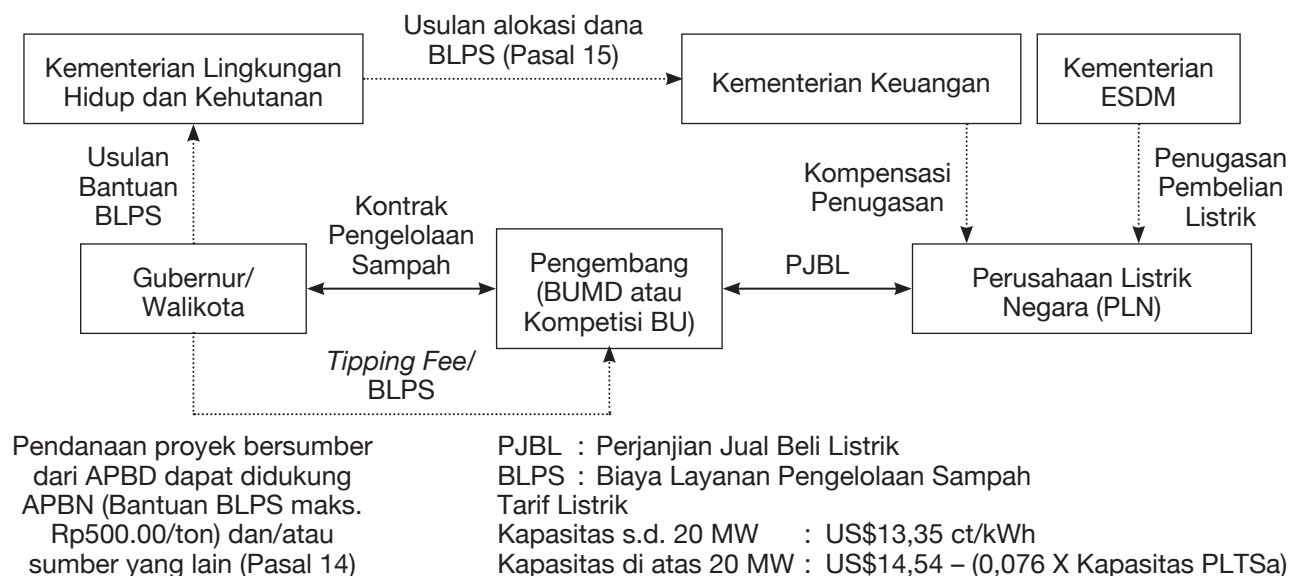 Usulan alokasi dana
BLPS (Pasal 15)
Kementerian Lingkungan
Hidup dan Kehutanan
Kementerian Keuangan
Kementerian
ESDM
Usulan
Bantuan
BLPS
Kompensasi
Penugasan
Penugasan
Pembelian
Listrik
Kontrak
Pengelolaan
Sampah
Gubernur/
Walikota
Pengembang
(BUMD atau
Kompetisi BU)
PJBL
Perusahaan Listrik
Negara (PLN)
Tipping Fee/
BLPS
Pendanaan proyek bersumber
dari APBD dapat didukung
APBN (Bantuan BLPS maks.
Rp500.00/ton) dan/atau
sumber yang lain (Pasal 14)
PJBL : Perjanjian Jual Beli Listrik
BLPS : Biaya Layanan Pengelolaan Sampah
Tarif Listrik
Kapasitas s.d. 20 MW : US$13,35 ct/kWh
Kapasitas di atas 20 MW : US$14,54 – (0,076 X Kapasitas PLTSa)